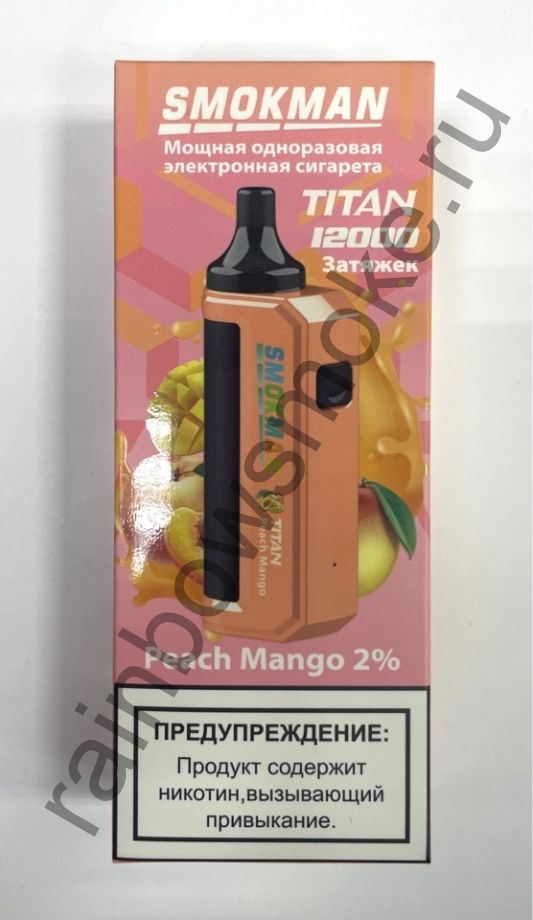 SMOKMAN
Мощная одноразовая
электронная сигарета
TITAN
12000
Затяжек
SMOKMAN
TITAN
Peach Mango
Peach Mango 2%
ПРЕДУПРЕЖДЕНИЕ:
Продукт содержит
никотин,вызывающий
привыкание.
rainbowsmoke.ru